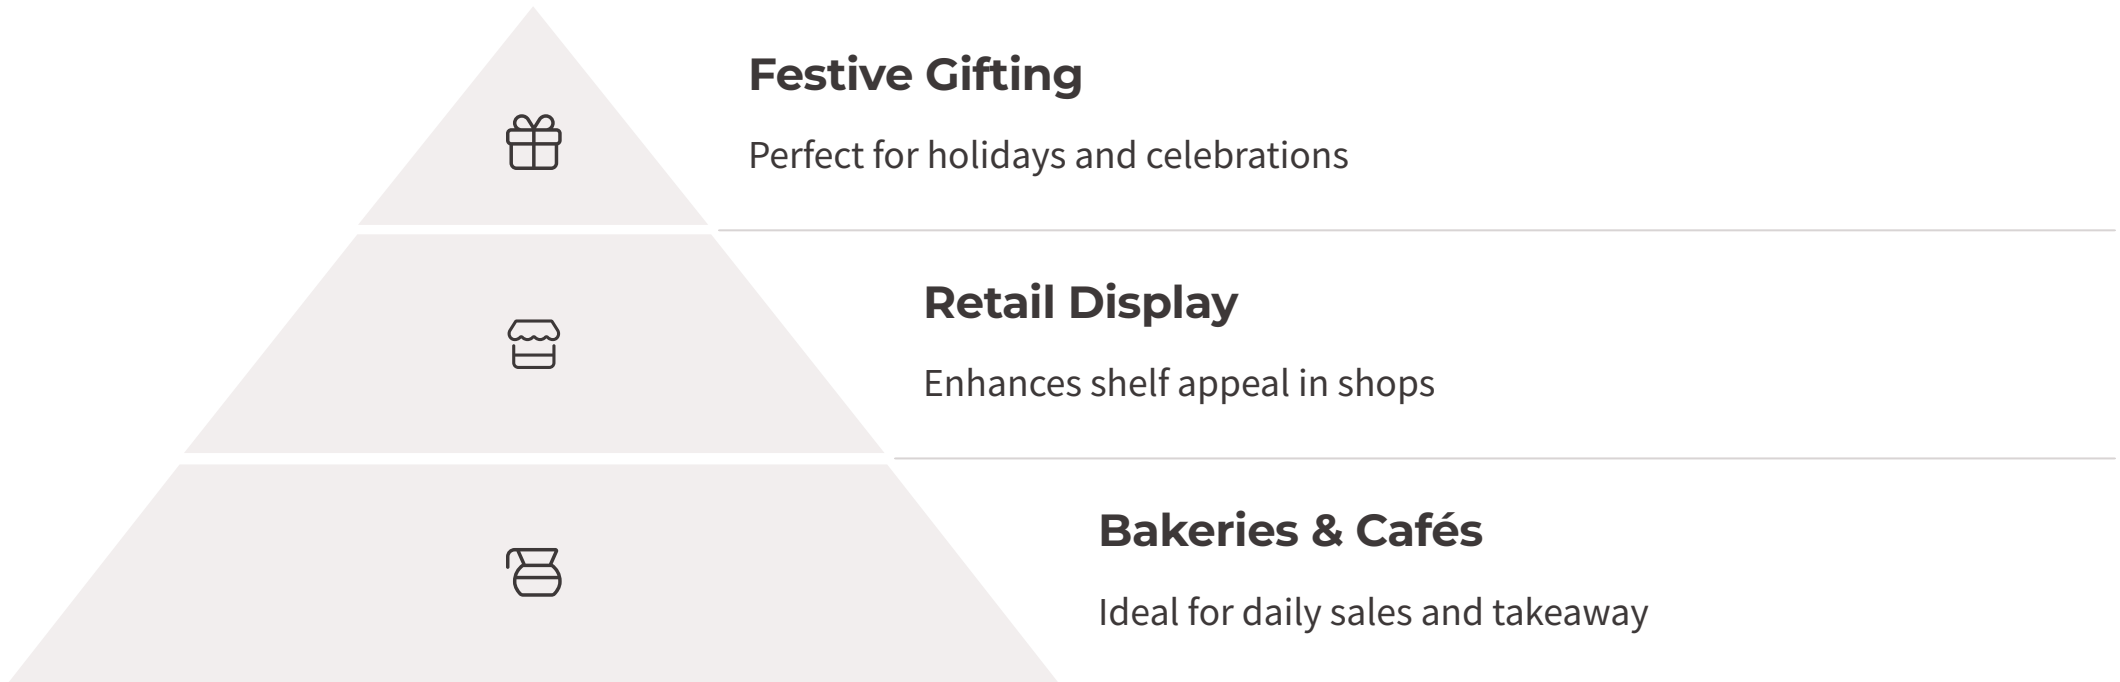 Festive Gifting
Perfect for holidays and celebrations
Retail Display
Enhances shelf appeal in shops
Bakeries & Cafés
Ideal for daily sales and takeaway